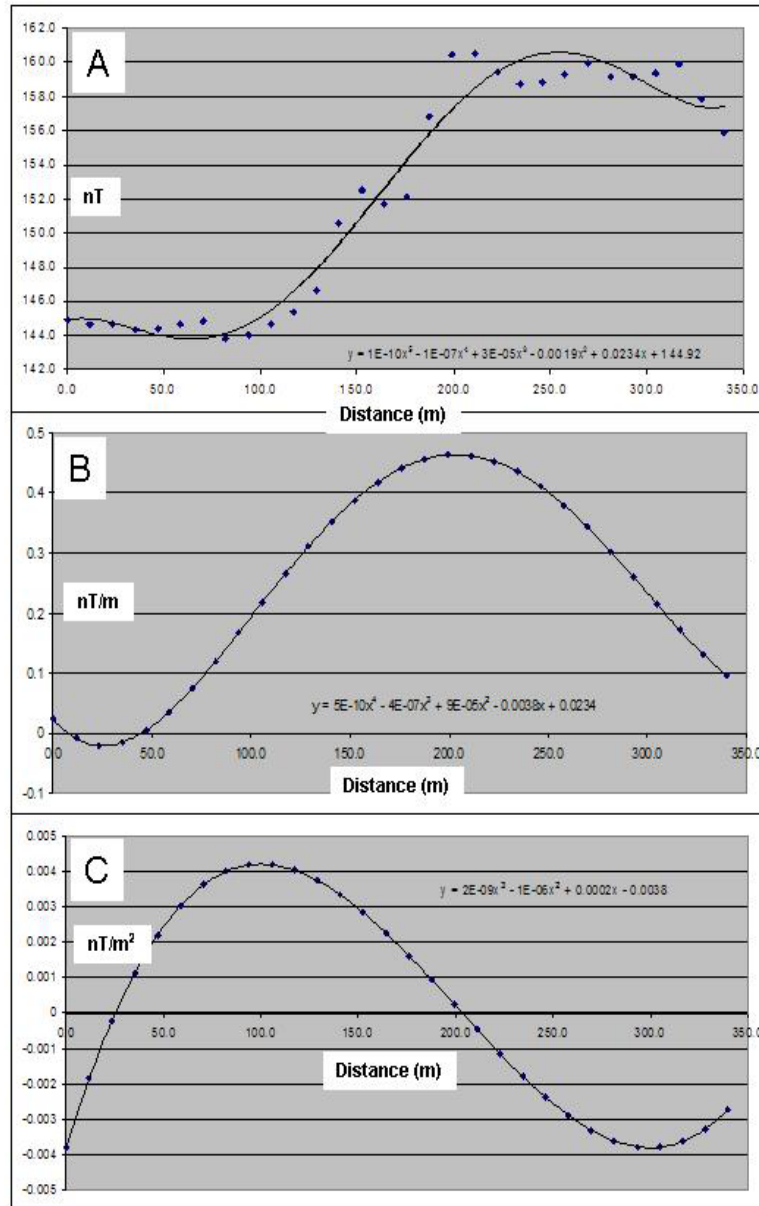 A
162.0
160.0
158.0
156.0
154.0
152.0
nT
150.0
148.0
146.0
144.0
y = 1E-10x⁵ - 1E-07x⁴ + 3E-05x³ - 0.0019x² + 0.0234x + 144.92
142.0
0.0 50.0 100.0 150.0 200.0 250.0 300.0 350.0
Distance (m)
B
0.5
0.4
0.3
nT/m
0.2
0.1
y = 5E-10x⁴ - 4E-07x³ + 9E-05x² - 0.0038x + 0.0234
0
0.0 50.0 100.0 150.0 200.0 250.0 300.0 350.0
Distance (m)
-0.1
C
0.005
0.004
y = 2E-09x³ - 1E-06x² + 0.0002x - 0.0038
0.003
nT/m²
0.002
0.001
0
0.0 50.0 100.0 150.0 200.0 250.0 300.0 350.0
-0.001
Distance (m)
-0.002
-0.003
-0.004
-0.005